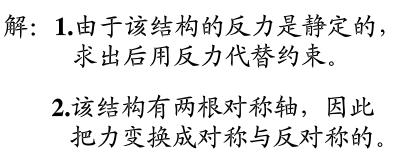 解：1.由于该结构的反力是静定的，
求出后用反力代替约束。
2.该结构有两根对称轴，因此
把力变换成对称与反对称的。